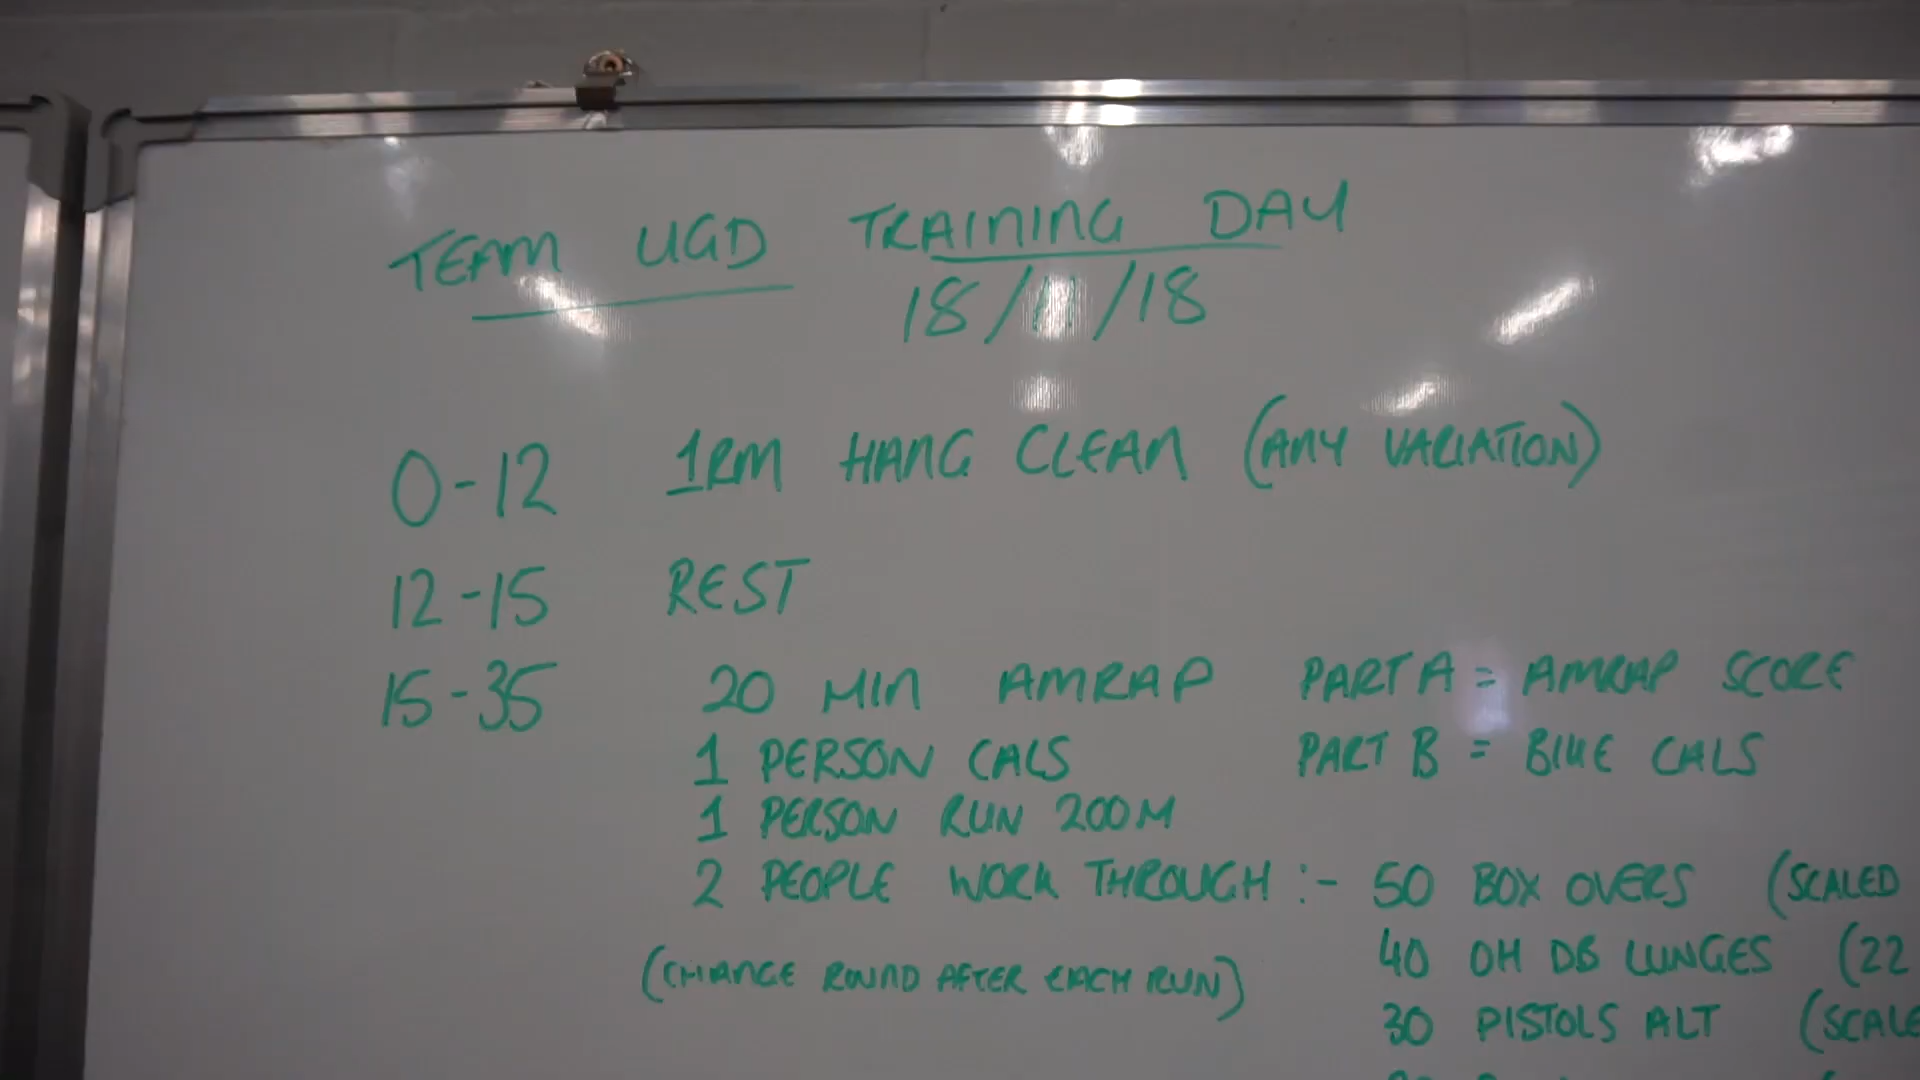 TEAM UGD TRAINING DAY
18/11/18
0-12 1RM HANG CLEAN (ANY VARIATION)
12-15 REST
15-35 20 MIN AMRAP PART A = AMRAP SCORE
1 PERSON CALS PART B = BIKE CALS
1 PERSON RUN 200M
2 PEOPLE WORK THROUGH :- 50 BOX OVERS (SCALED
40 OH DB LUNGES (22
(CHANGE ROUND AFTER EACH RUN)
30 PISTOLS ALT (SCALE